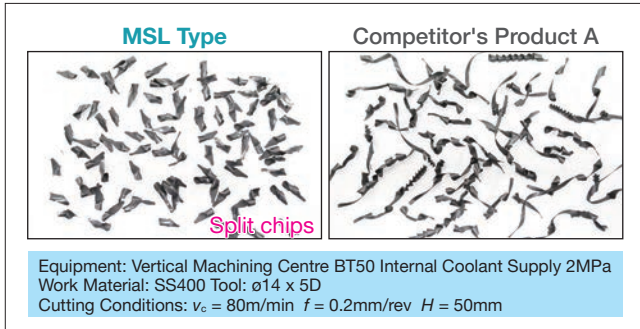 MSL Type
Competitor's Product A
Split chips
Equipment: Vertical Machining Centre BT50 Internal Coolant Supply 2MPa
Work Material: SS400 Tool: ø14 x 5D
Cutting Conditions: vc = 80m/min f = 0.2mm/rev H = 50mm